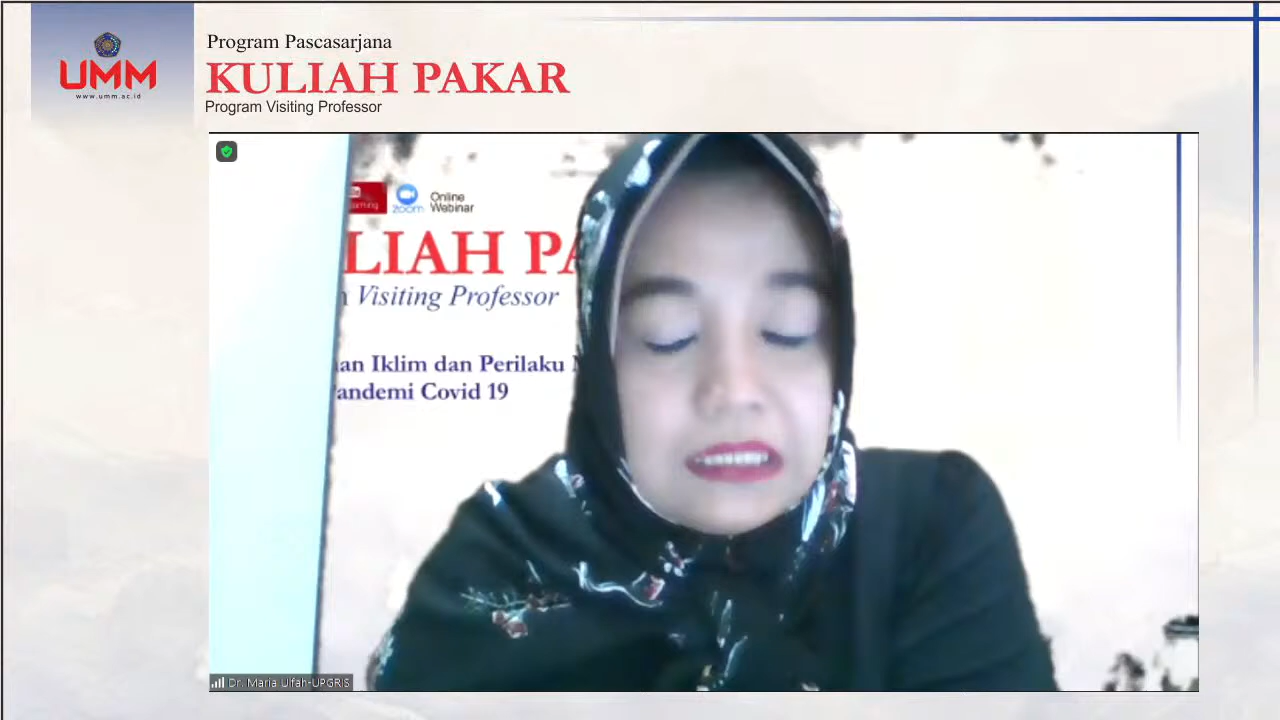 UMM
www.umm.ac.id
Program Pascasarjana
KULIAH PAKAR
Program Visiting Professor
zoom
Online
Webinar
LIAH PA
Visiting Professor
an Iklim dan Perilaku
andemi Covid 19
Dr. Maria Ulfah-UPGRIS